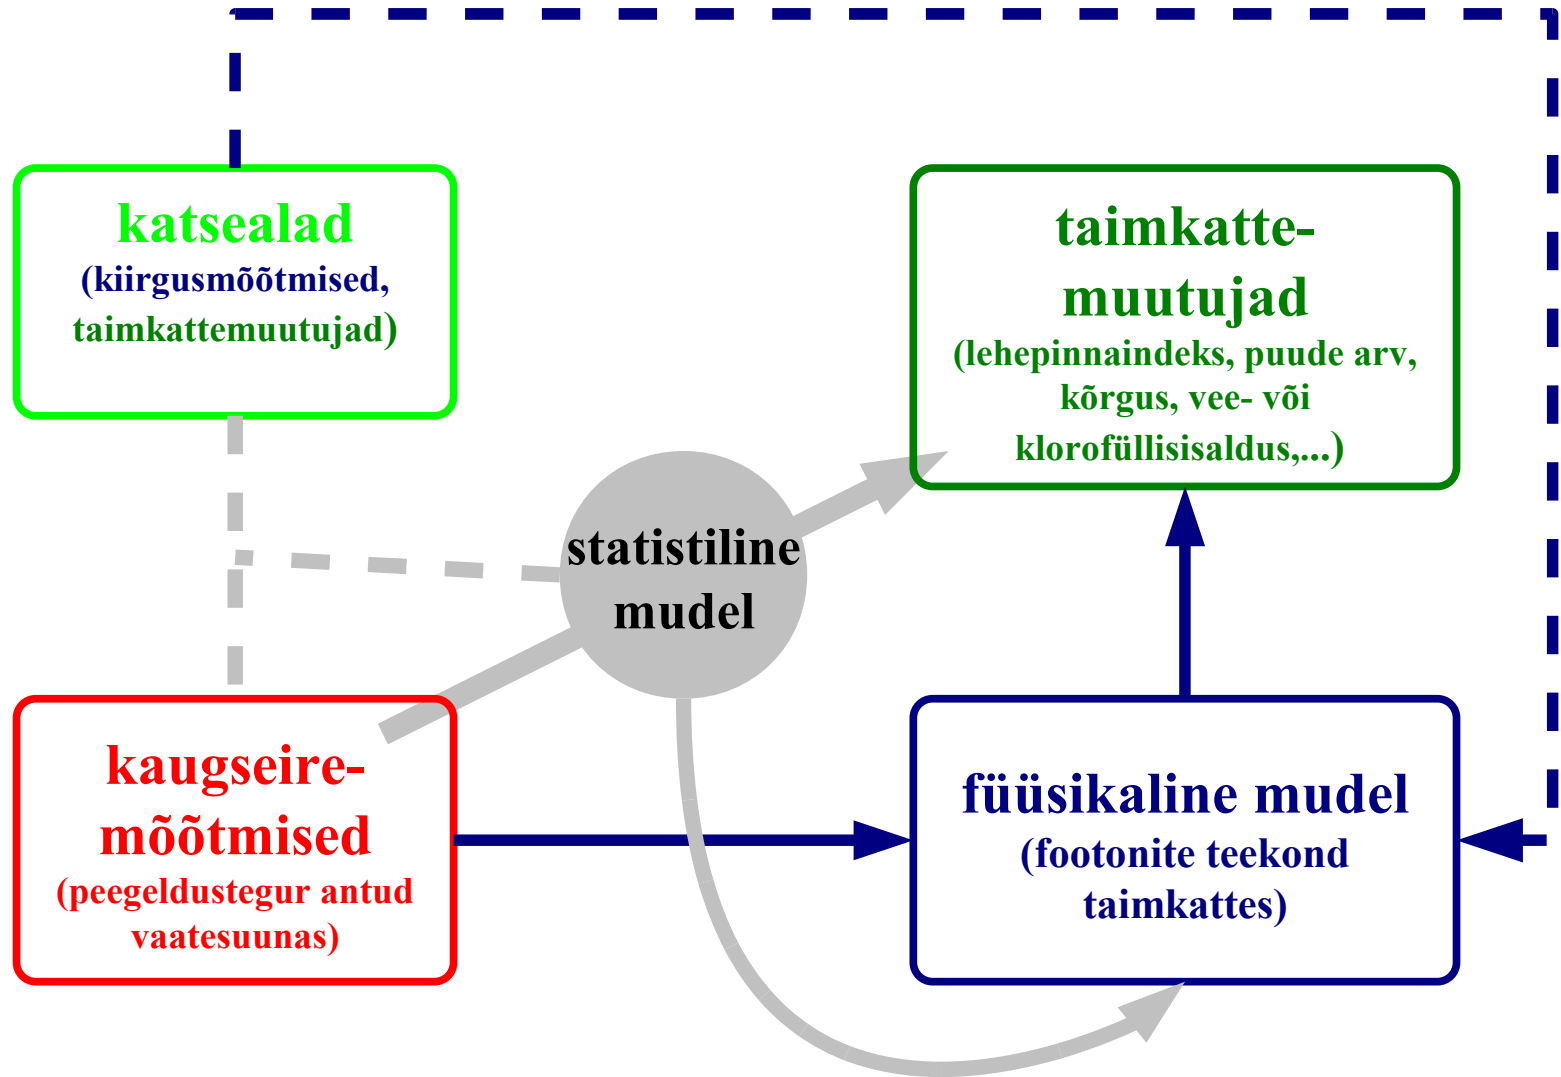 katsealad
(kiirgusmõõtmised,
taimkattemuutujad)
taimkatte-
muutujad
(lehepinnaindeks, puude arv,
kõrgus, vee- või
klorofüllisisaldus,...)
statistiline
mudel
kaugseire-
mõõtmised
(peegeldustegur antud
vaatesuunas)
füüsikaline mudel
(footonite teekond
taimkattes)